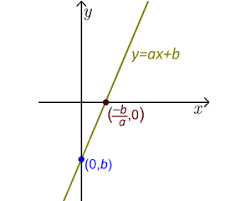 y
y=ax+b
x
(-b/a,0)
(0,b)